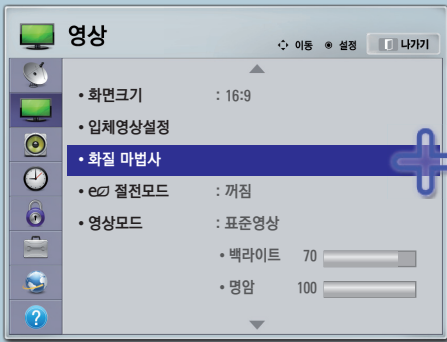 영상
이동 설정 나가기
• 화면크기 : 16:9
• 입체영상설정
• 화질 마법사
• e 절전모드 : 꺼짐
• 영상모드 : 표준영상
• 백라이트 70
• 명암 100
?